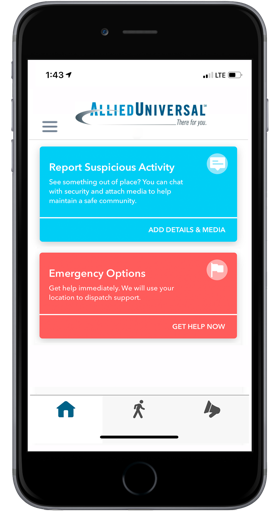 1:43
LTE
ALLIEDUNIVERSAL™
There for you.
Report Suspicious Activity
See something out of place? You can chat
with security and attach media to help
maintain a safe community.
ADD DETAILS & MEDIA
Emergency Options
Get help immediately. We will use your
location to dispatch support.
GET HELP NOW